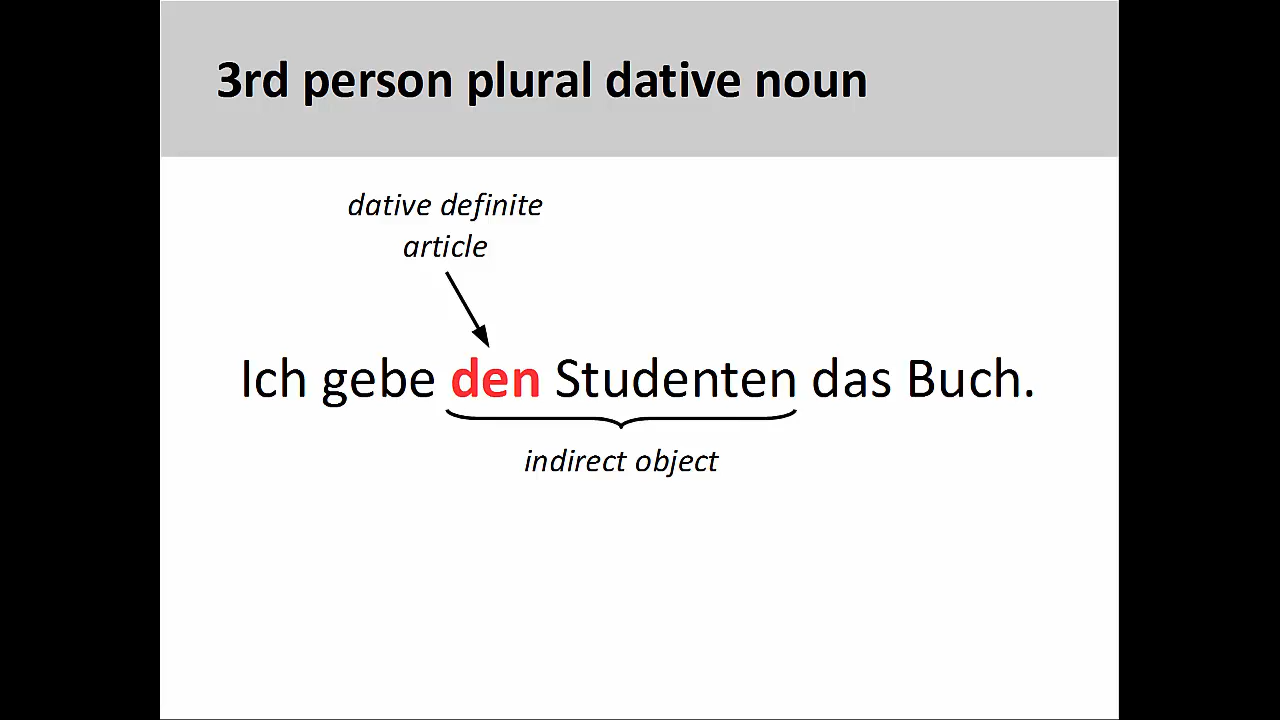 3rd person plural dative noun
dative definite
article
Ich gebe den Studenten das Buch.
indirect object